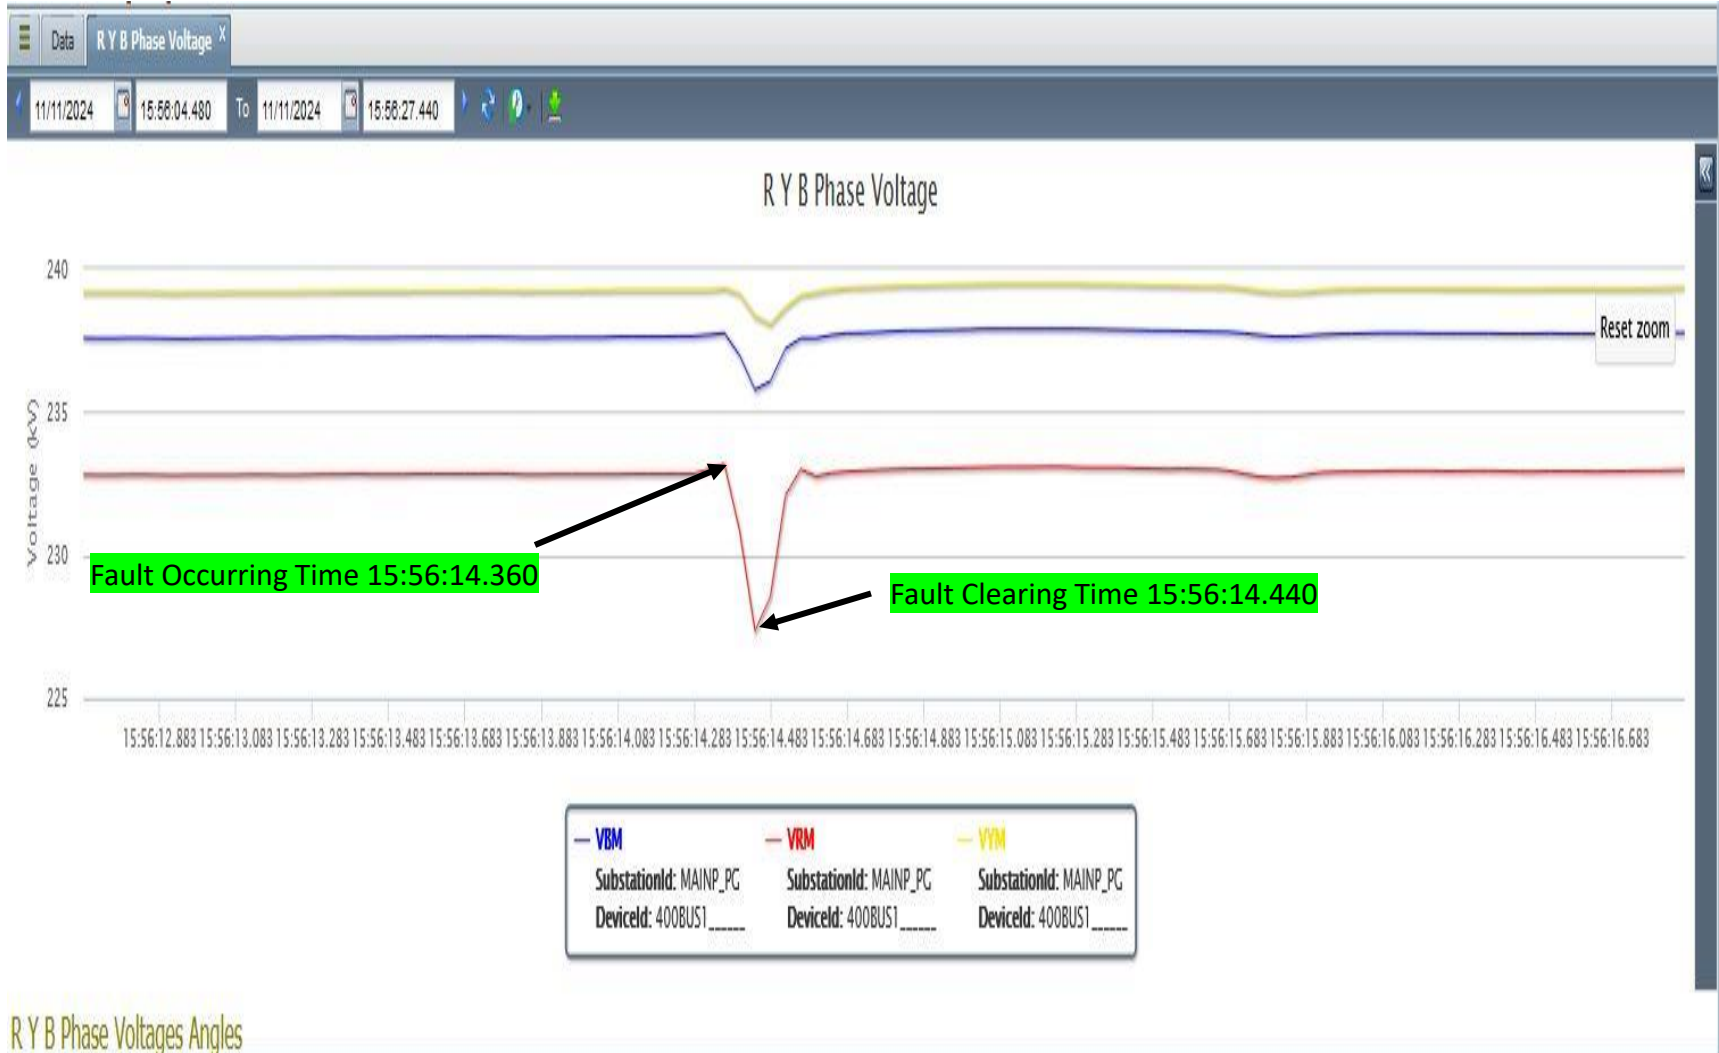 Data R Y B Phase Voltage X
11/11/2024 15:56:04.480 To 11/11/2024 15:56:27.440
R Y B Phase Voltage
240
Reset zoom
235
Voltage (kV)
230
Fault Occurring Time 15:56:14.360
Fault Clearing Time 15:56:14.440
225
15:56:12.883 15:56:13.083 15:56:13.283 15:56:13.483 15:56:13.683 15:56:13.883 15:56:14.083 15:56:14.283 15:56:14.483 15:56:14.683 15:56:14.883 15:56:15.083 15:56:15.283 15:56:15.483 15:56:15.683 15:56:15.883 15:56:16.083 15:56:16.283 15:56:16.483 15:56:16.683
VBM VRM VYM
SubstationId: MAINP_PG SubstationId: MAINP_PG SubstationId: MAINP_PG
DeviceId: 400BUS1______ DeviceId: 400BUS1______ DeviceId: 400BUS1______
R Y B Phase Voltages Angles